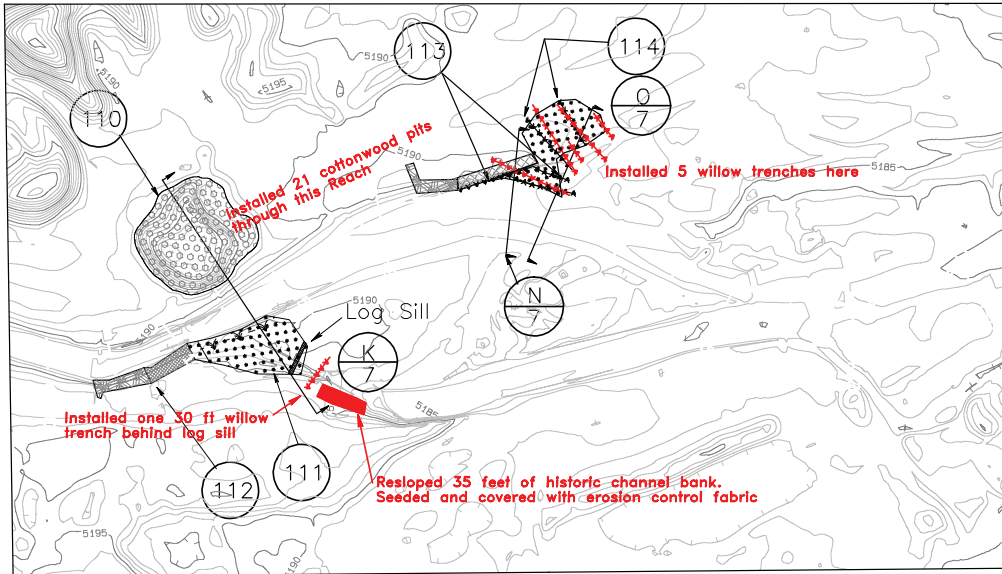 5190
5195
5190
113
114
110
O
7
5190
Installed 21 cottonwood pits
through this Reach
Installed 5 willow trenches here
5185
N
7
5190
Log Sill
5190
K
7
Installed one 30 ft willow
trench behind log sill
5185
112
111
Resloped 35 feet of historic channel bank.
Seeded and covered with erosion control fabric
5195
5190